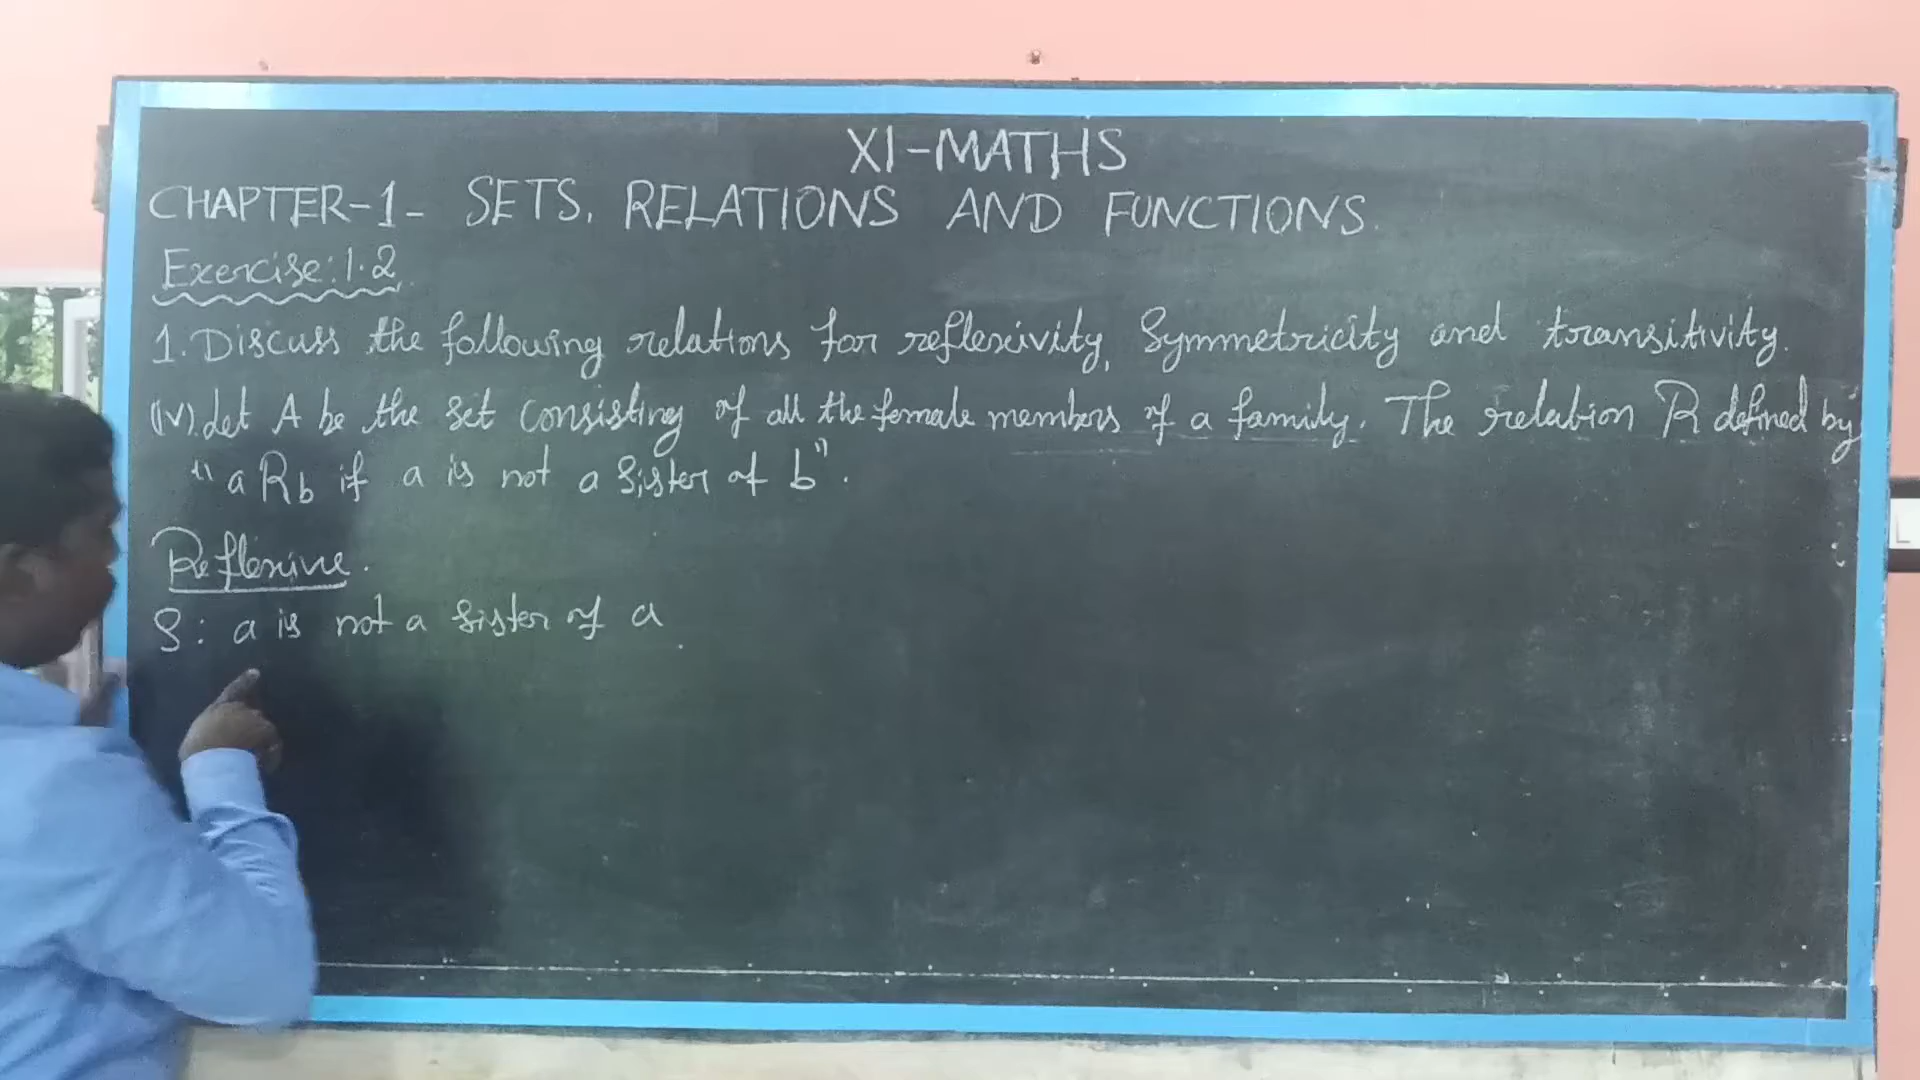 XI-MATHS
CHAPTER-1- SETS, RELATIONS AND FUNCTIONS.
Exercise:1.2
1. Discuss the following relations for reflexivity, Symmetricity and transitivity.
(iv). Let A be the set consisting of all the female members of a family. The relation R defined by
"aRb if a is not a sister of b".
Reflexive.
S: a is not a sister of a
L